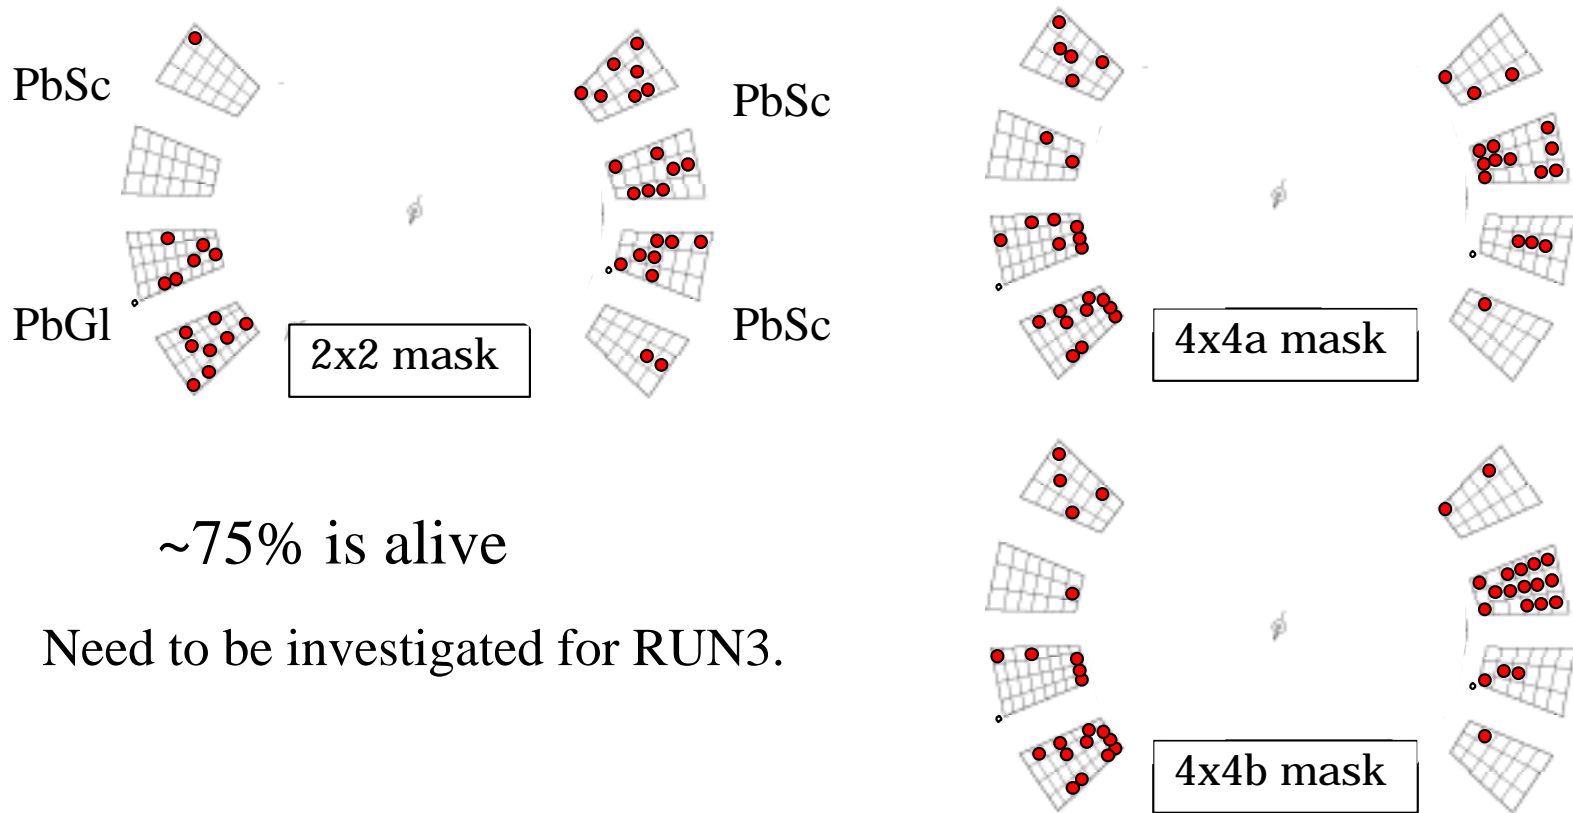 PbSc
PbSc
PbGl
PbSc
2x2 mask
4x4a mask
~75% is alive
Need to be investigated for RUN3.
4x4b mask